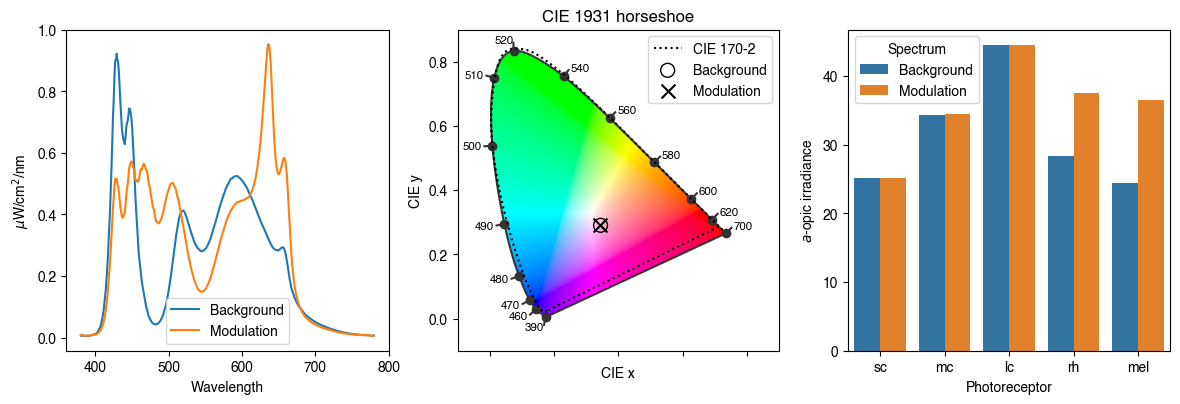 1.0
0.8
0.6
0.4
0.2
0.0
μW/cm²/nm
400
500
600
700
800
Wavelength
Background
Modulation
CIE 1931 horseshoe
0.8
0.6
0.4
0.2
0.0
CIE y
CIE x
520
510
500
490
480
470
460
390
540
560
580
600
620
700
CIE 170-2
Background
Modulation
40
30
20
10
0
a-opic irradiance
sc
mc
lc
rh
mel
Photoreceptor
Spectrum
Background
Modulation